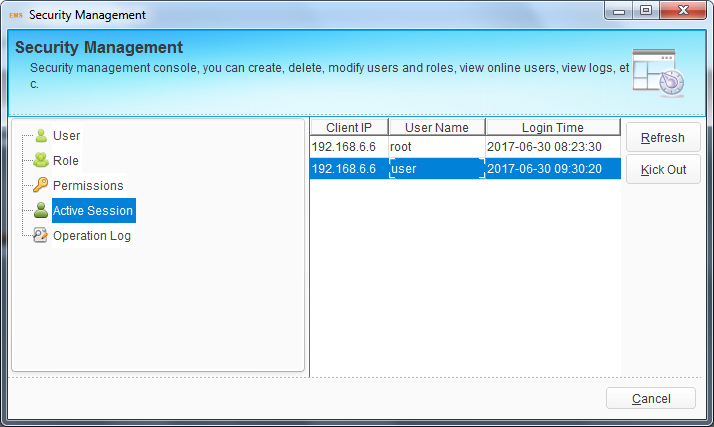 EMS Security Management
Security Management
Security management console, you can create, delete, modify users and roles, view online users, view logs, et
c.
User
Role
Permissions
Active Session
Operation Log
Client IP User Name Login Time
192.168.6.6 root 2017-06-30 08:23:30
192.168.6.6 user 2017-06-30 09:30:20
Refresh
Kick Out
Cancel